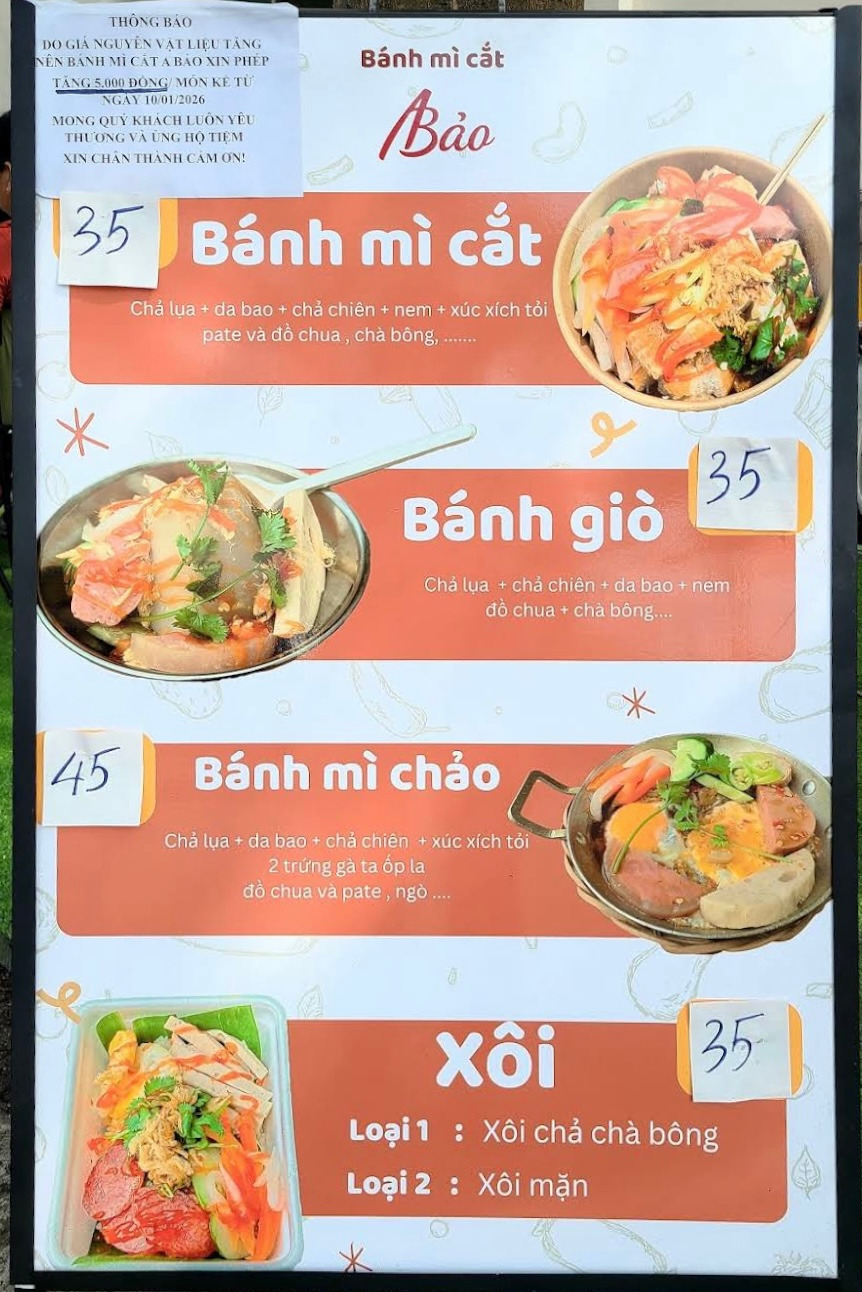 THÔNG BÁO
DO GIÁ NGUYÊN VẬT LIỆU TĂNG
NÊN BÁNH MÌ CẮT A BẢO XIN PHÉP
TĂNG 5.000 ĐỒNG/ MÓN KỂ TỪ
NGÀY 10/01/2026
MONG QUÝ KHÁCH LUÔN YÊU
THƯƠNG VÀ ỦNG HỘ TIỆM
XIN CHÂN THÀNH CẢM ƠN!
Bánh mì cắt
A Bảo
35
Bánh mì cắt
Chả lụa + da bao + chả chiên + nem + xúc xích tỏi
pate và đồ chua , chà bông, .......
35
Bánh giò
Chả lụa + chả chiên + da bao + nem
đồ chua + chà bông....
45
Bánh mì chảo
Chả lụa + da bao + chả chiên + xúc xích tỏi
2 trứng gà ta ốp la
đồ chua và pate , ngò ....
35
Xôi
Loại 1 : Xôi chả chà bông
Loại 2 : Xôi mặn